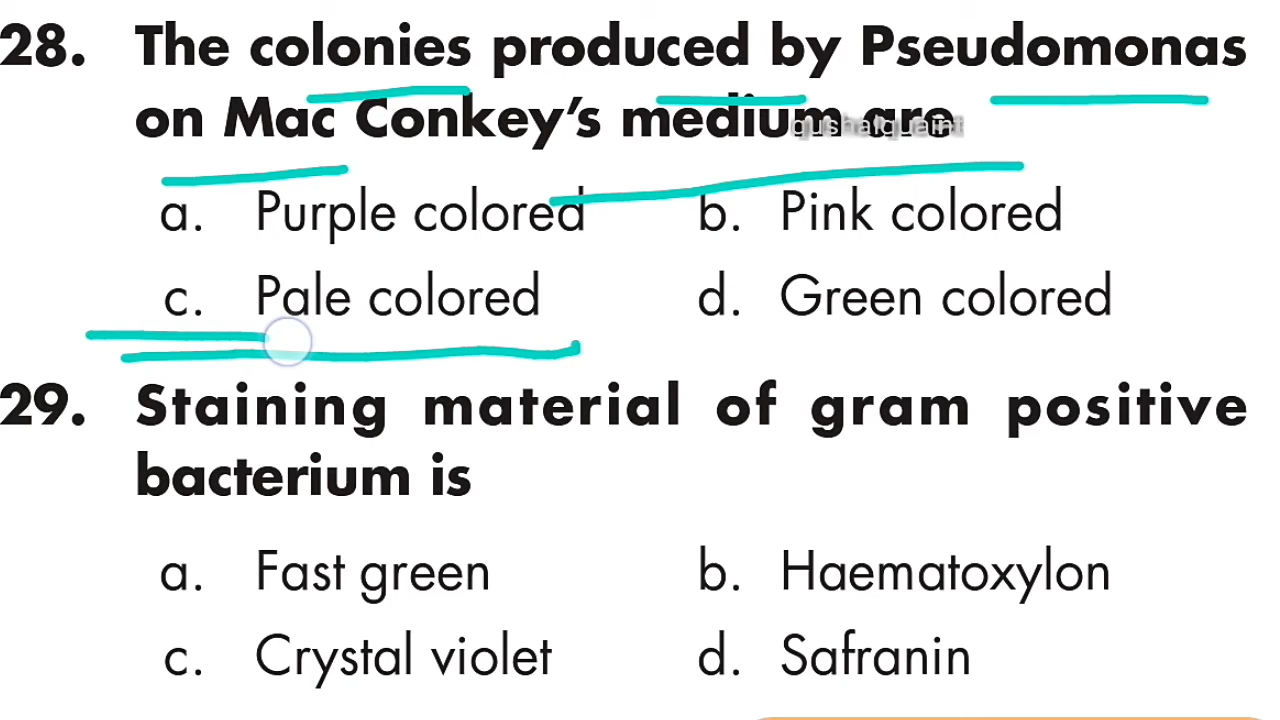 28. The colonies produced by Pseudomonas
on Mac Conkey's medium are
a. Purple colored b. Pink colored
c. Pale colored d. Green colored
29. Staining material of gram positive
bacterium is
a. Fast green b. Haematoxylon
c. Crystal violet d. Safranin